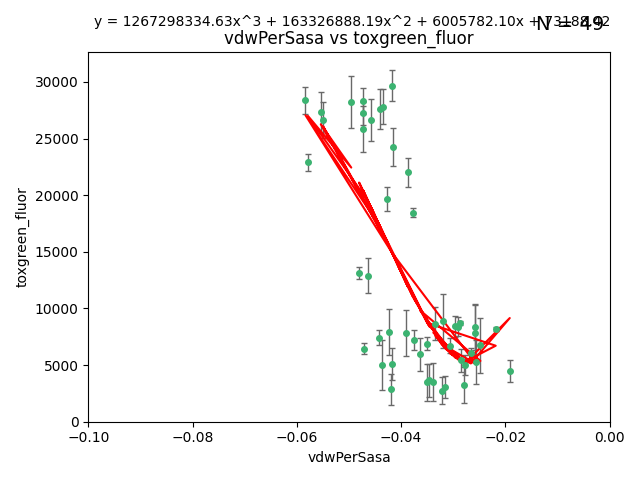 y = 1267298334.63x^3 + 163326888.19x^2 + 6005782.10x +
N = 49
vdwPerSasa vs toxgreen_fluor
30000
25000
20000
15000
10000
5000
0
toxgreen_fluor
−0.10
−0.08
−0.06
−0.04
−0.02
0.00
vdwPerSasa